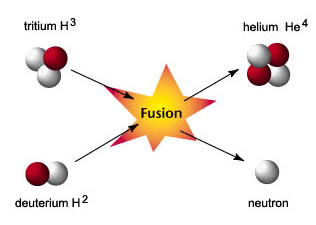 tritium H³
helium He⁴
Fusion
deuterium H²
neutron